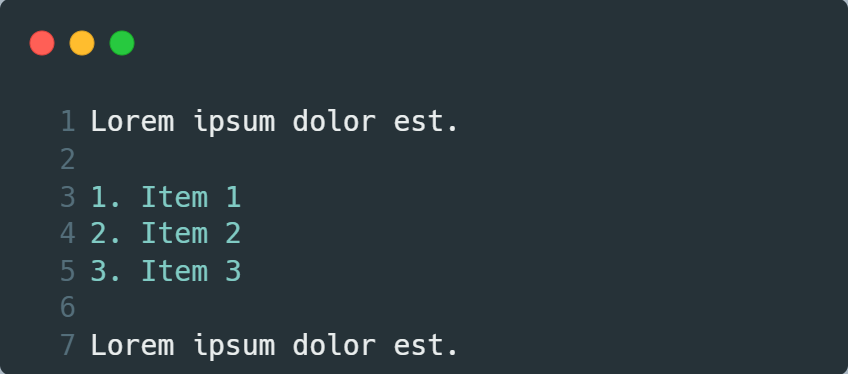 1 Lorem ipsum dolor est.
2
3 1. Item 1
4 2. Item 2
5 3. Item 3
6
7 Lorem ipsum dolor est.